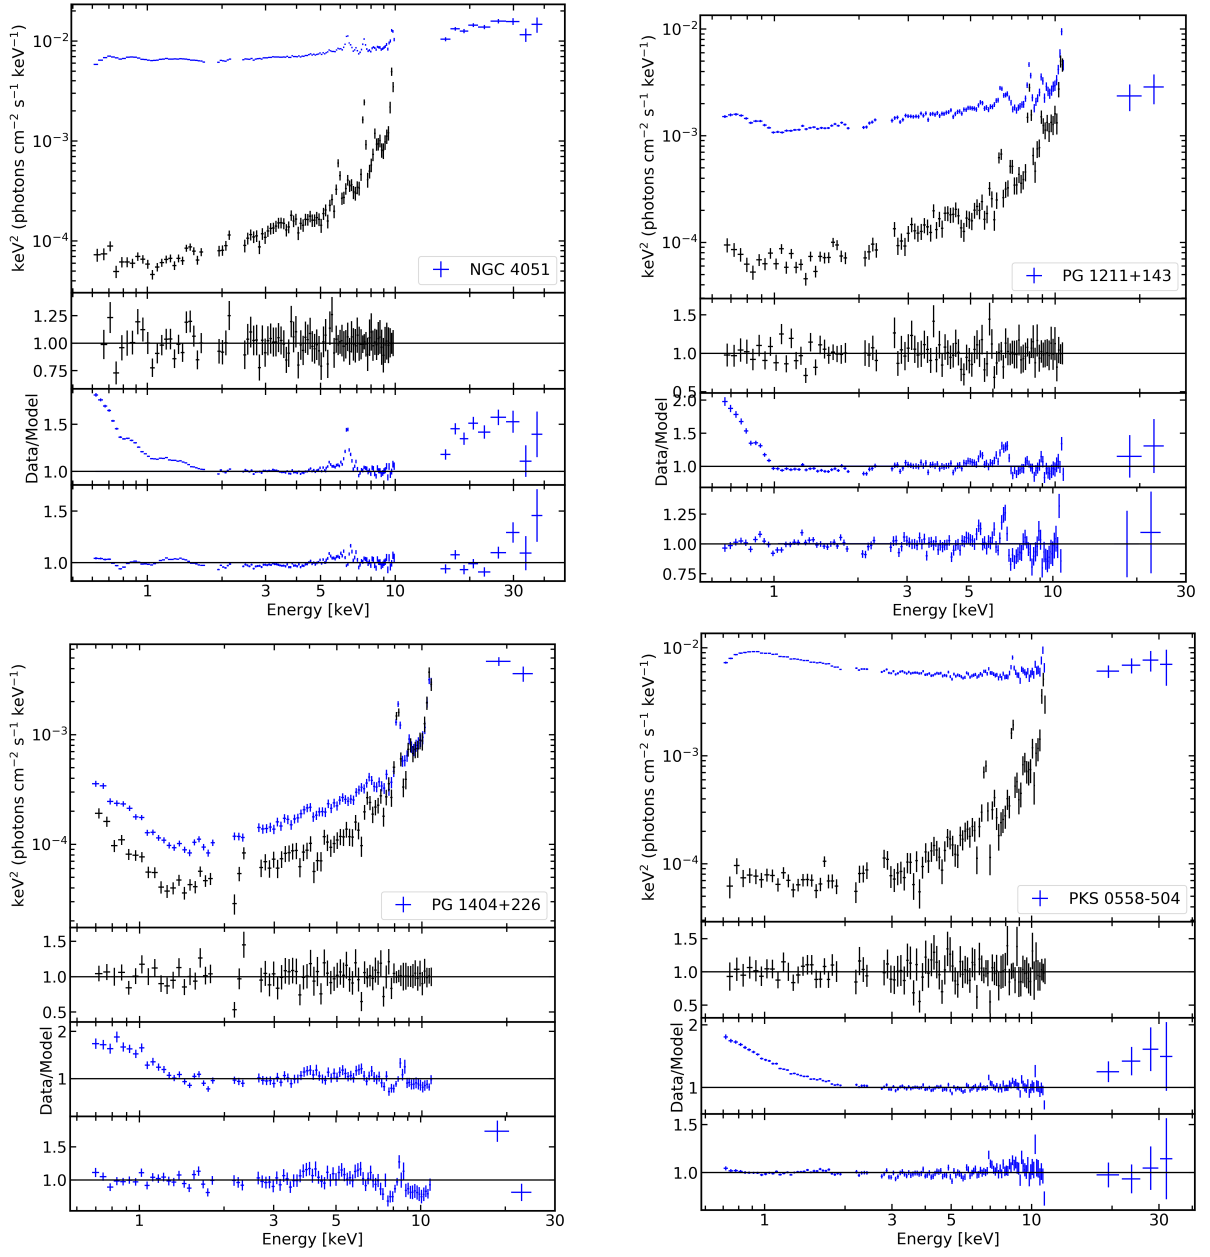 keV² (photons cm⁻² s⁻¹ keV⁻¹)
10⁻²
10⁻³
10⁻⁴
NGC 4051
1.25
1.00
0.75
Data/Model
1.5
1.0
1.5
1.0
1 3 5 10 30
Energy [keV]
keV² (photons cm⁻² s⁻¹ keV⁻¹)
10⁻²
10⁻³
10⁻⁴
PG 1211+143
1.5
1.0
0.5
Data/Model
2.0
1.5
1.0
1.25
1.00
0.75
1 3 5 10 30
Energy [keV]
keV² (photons cm⁻² s⁻¹ keV⁻¹)
10⁻³
10⁻⁴
PG 1404+226
1.5
1.0
0.5
Data/Model
2
1
1.5
1.0
1 3 5 10 30
Energy [keV]
keV² (photons cm⁻² s⁻¹ keV⁻¹)
10⁻²
10⁻³
10⁻⁴
PKS 0558-504
1.5
1.0
0.5
Data/Model
2
1
1.5
1.0
1 3 5 10 30
Energy [keV]